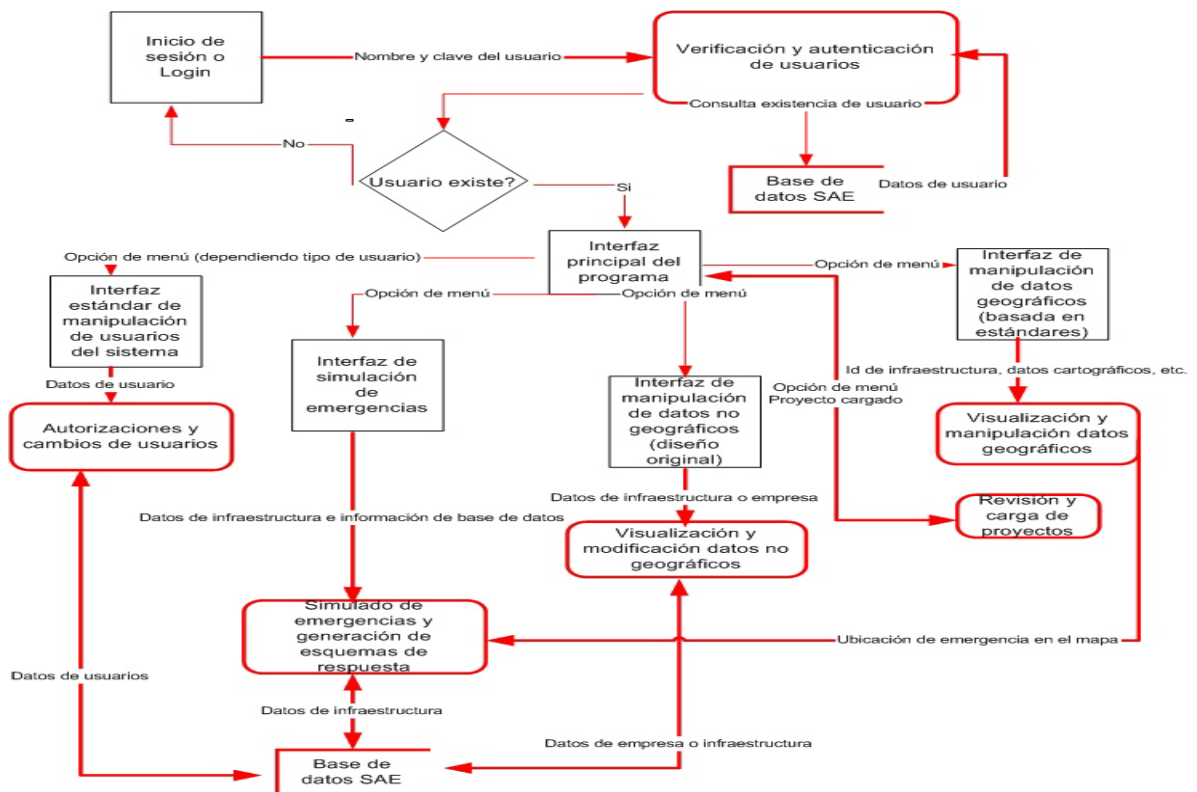 Inicio de
sesión o
Login
Nombre y clave del usuario
Verificación y autenticación
de usuarios
Consulta existencia de usuario
No
Usuario existe?
Si
Base de
datos SAE
Datos de usuario
Interfaz
principal del
programa
Opción de menú (dependiendo tipo de usuario)
Opción de menú
Opción de menú
Opción de menú
Interfaz de
manipulación
de datos
geográficos
(basada en
estándares)
Interfaz
estándar de
manipulación
de usuarios
del sistema
Interfaz de
simulación
de
emergencias
Interfaz de
manipulación
de datos no
geográficos
(diseño
original)
Opción de menú
Proyecto cargado
Id de infraestructura, datos cartográficos, etc.
Datos de usuario
Autorizaciones y
cambios de usuarios
Visualización y
manipulación datos
geográficos
Datos de infraestructura o empresa
Datos de infraestructura e información de base de datos
Revisión y
carga de
proyectos
Visualización y
modificación datos no
geográficos
Simulado de
emergencias y
generación de
esquemas de
respuesta
Ubicación de emergencia en el mapa
Datos de usuarios
Datos de infraestructura
Datos de empresa o infraestructura
Base de
datos SAE